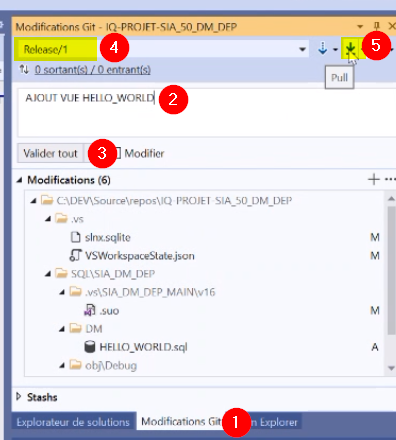 Modifications Git - IQ-PROJET-SIA_50_DM_DEP
Release/1
4
5
0 sortant(s) / 0 entrant(s)
Pull
AJOUT VUE HELLO_WORLD
2
Valider tout
3
Modifier
Modifications (6)
C:\DEV\Source\repos\IQ-PROJET-SIA_50_DM_DEP
.vs
slnx.sqlite M
VSWorkspaceState.json M
SQL\SIA_DM_DEP
.vs\SIA_DM_DEP_MAIN\v16
.suo M
DM
HELLO_WORLD.sql A
obj\Debug
Stashs
Explorateur de solutions Modifications Git 1 Explorer